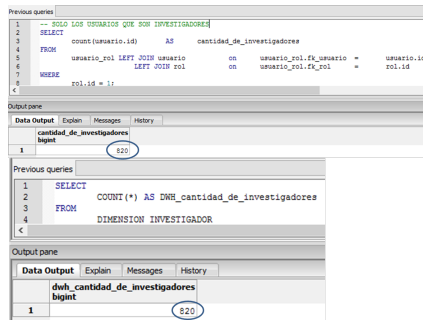 Previous queries
1 -- SOLO LOS USUARIOS QUE SON INVESTIGADORES
2 SELECT
3 count(usuario.id) AS cantidad_de_investigadores
4 FROM
5 usuario_rol LEFT JOIN usuario on usuario_rol.fk_usuario = usuario.id
6 LEFT JOIN rol on usuario_rol.fk_rol = rol.id
7 WHERE
8 rol.id = 1;
Output pane
Data Output Explain Messages History
cantidad_de_investigadores
bigint
1 820
Previous queries
1 SELECT
2 COUNT(*) AS DWH_cantidad_de_investigadores
3 FROM
4 DIMENSION_INVESTIGADOR
Output pane
Data Output Explain Messages History
dwh_cantidad_de_investigadores
bigint
1 820